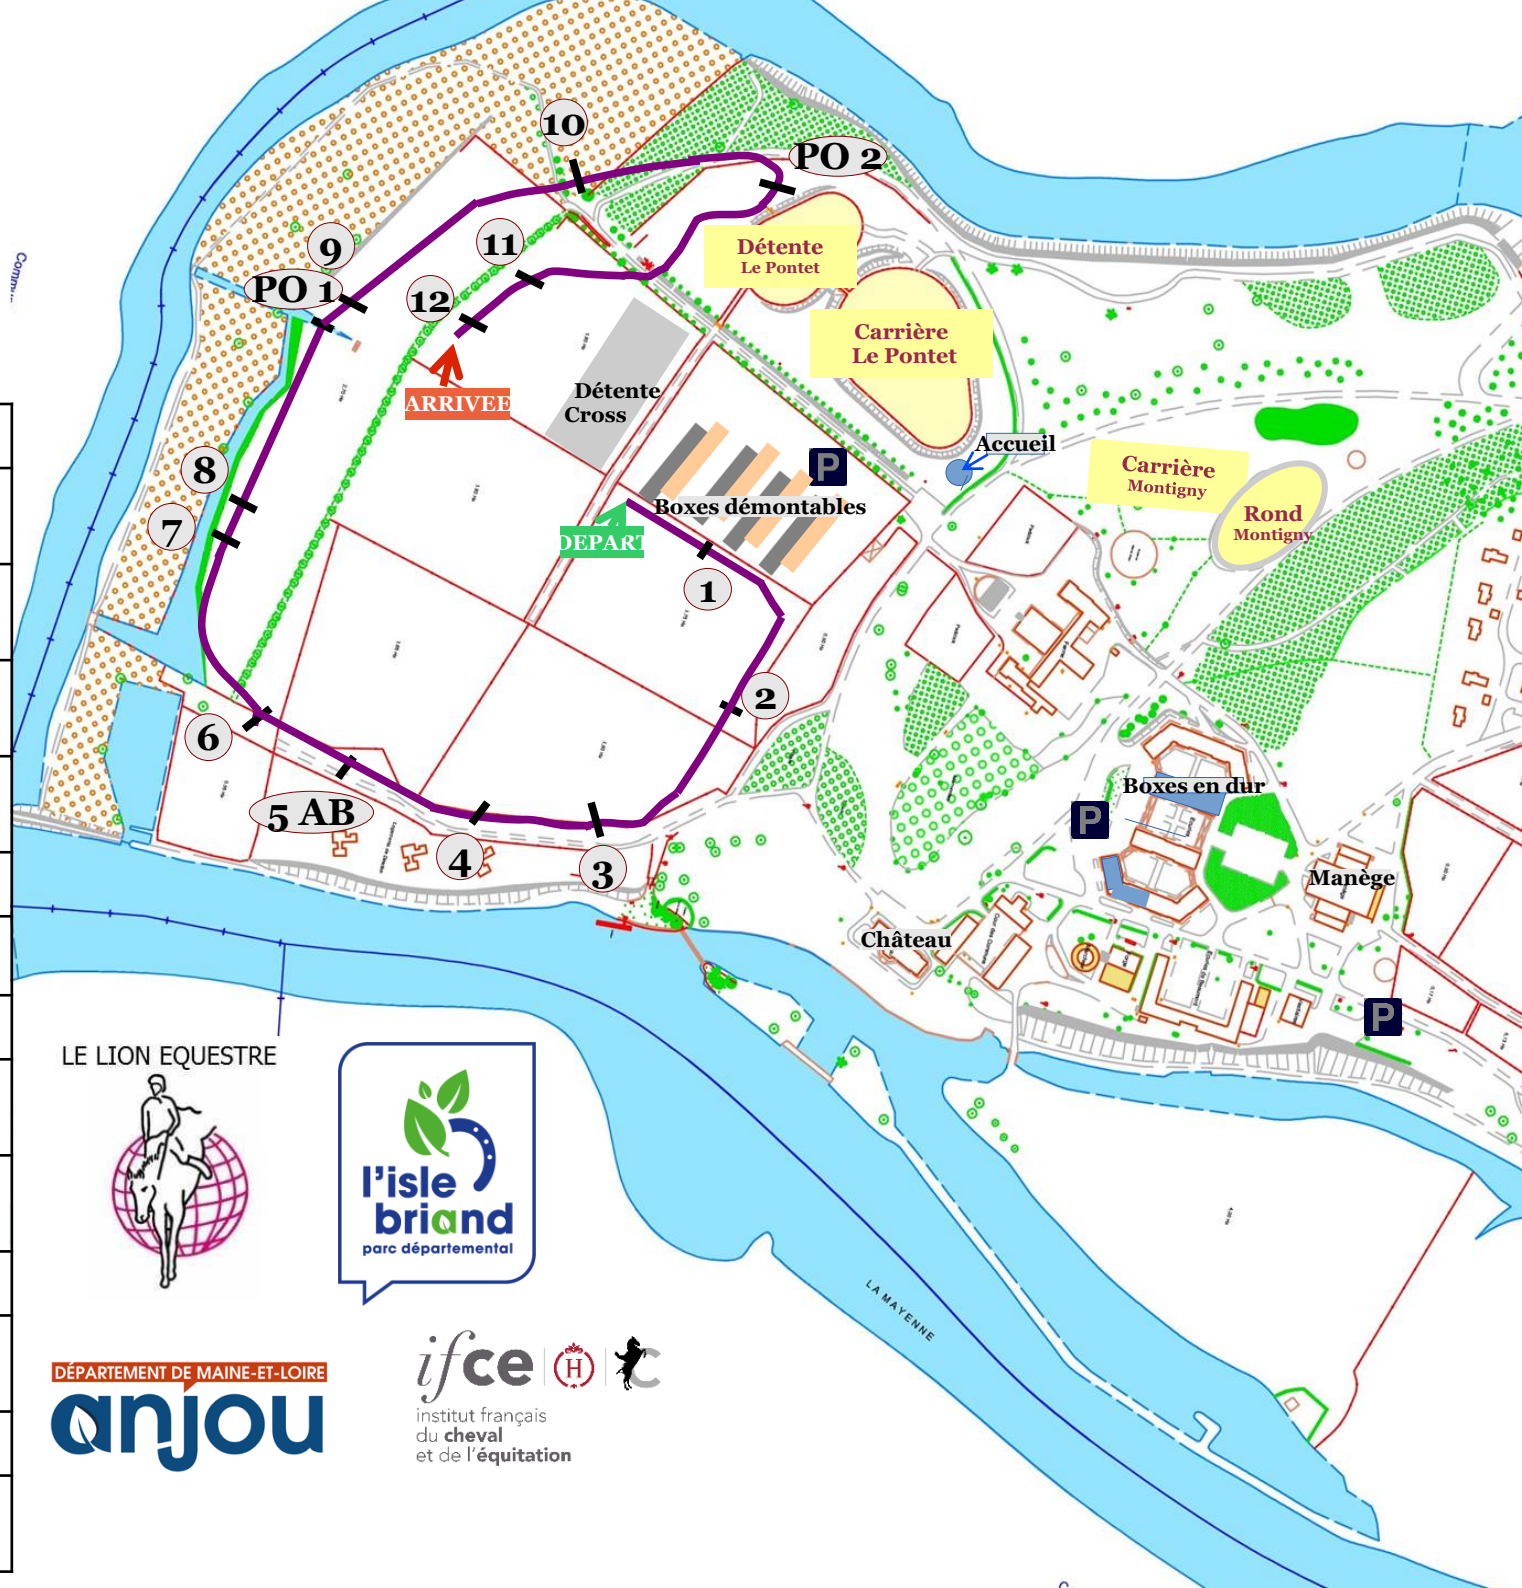 10
PO 2
11
9
Détente
Le Pontet
PO 1
12
Carrière
Le Pontet
ARRIVEE
Détente
Cross
Accueil
P
Carrière
Montigny
8
Boxes démontables
Rond
Montigny
7
DEPART
1
2
6
Boxes en dur
5 AB
P
4
3
Manège
Château
P
LE LION EQUESTRE
l'isle
briand
parc départemental
LA MAYENNE
ifce
H
institut français
du cheval
et de l'équitation
DÉPARTEMENT DE MAINE-ET-LOIRE
anjou